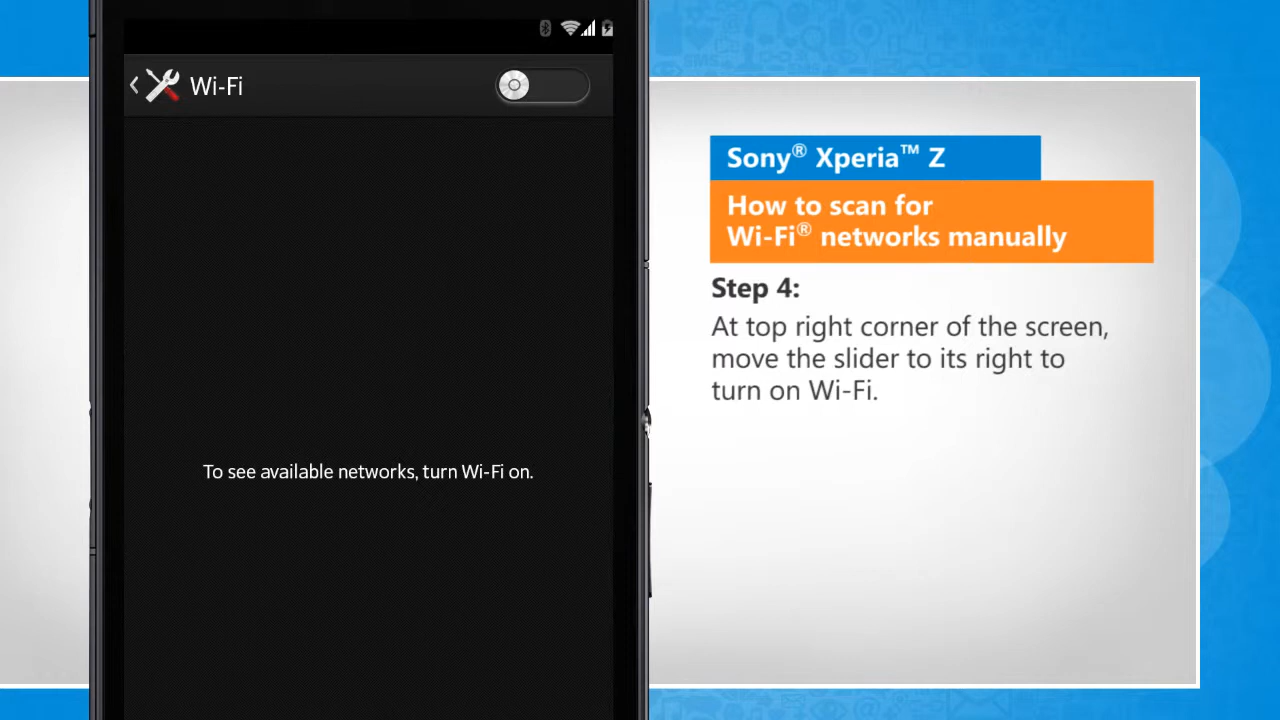 Wi-Fi
To see available networks, turn Wi-Fi on.
Sony® Xperia™ Z
How to scan for
Wi-Fi® networks manually
Step 4:
At top right corner of the screen,
move the slider to its right to
turn on Wi-Fi.